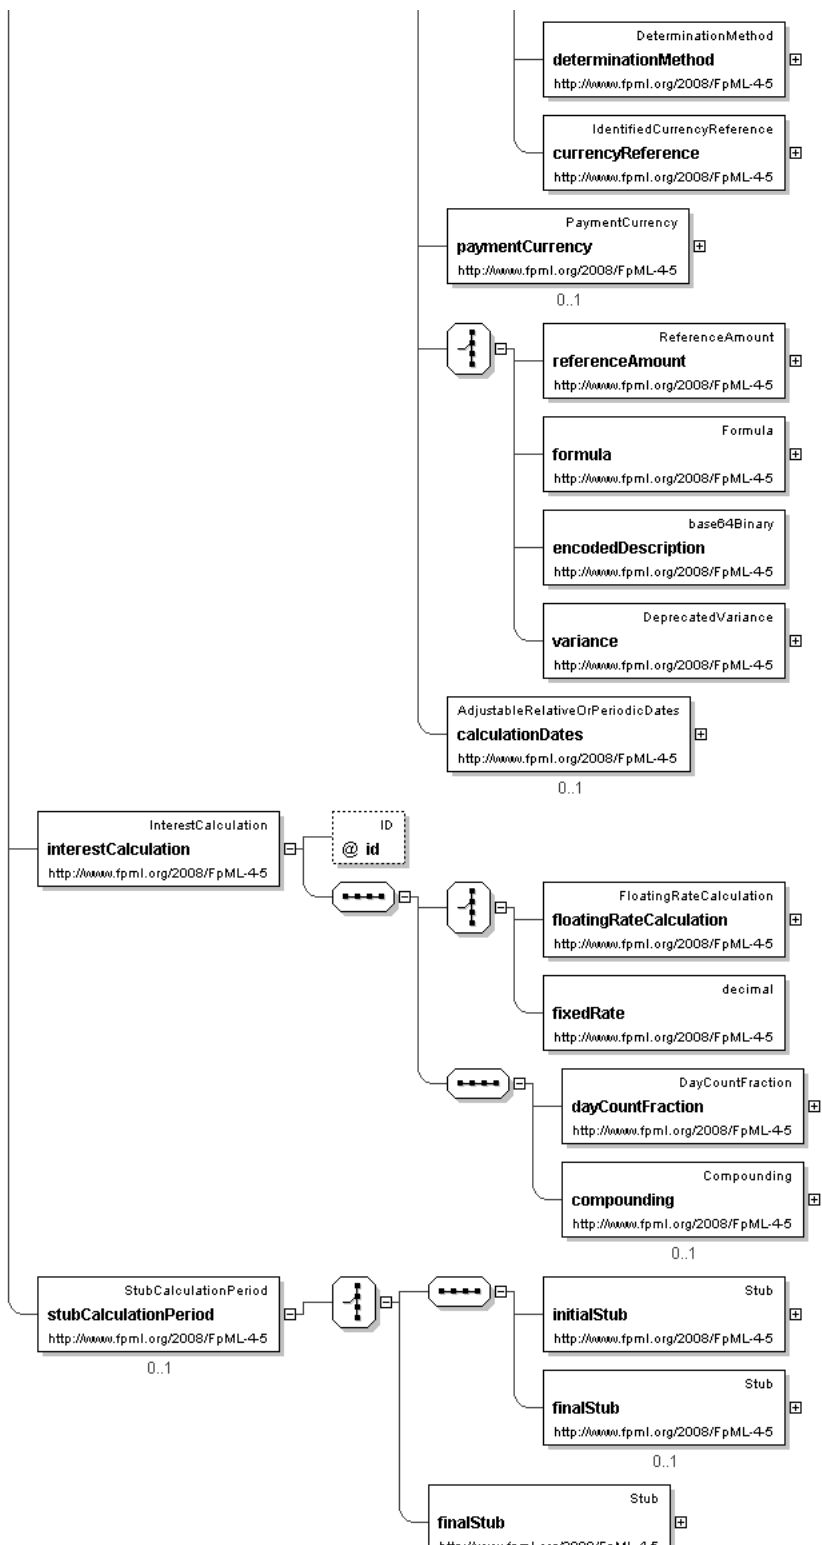 DeterminationMethod
determinationMethod
http://www.fpml.org/2008/FpML-4-5
IdentifiedCurrencyReference
currencyReference
http://www.fpml.org/2008/FpML-4-5
PaymentCurrency
paymentCurrency
http://www.fpml.org/2008/FpML-4-5
0..1
ReferenceAmount
referenceAmount
http://www.fpml.org/2008/FpML-4-5
Formula
formula
http://www.fpml.org/2008/FpML-4-5
base64Binary
encodedDescription
http://www.fpml.org/2008/FpML-4-5
DeprecatedVariance
variance
http://www.fpml.org/2008/FpML-4-5
AdjustableRelativeOrPeriodicDates
calculationDates
http://www.fpml.org/2008/FpML-4-5
0..1
InterestCalculation
interestCalculation
http://www.fpml.org/2008/FpML-4-5
ID
@ id
FloatingRateCalculation
floatingRateCalculation
http://www.fpml.org/2008/FpML-4-5
decimal
fixedRate
http://www.fpml.org/2008/FpML-4-5
DayCountFraction
dayCountFraction
http://www.fpml.org/2008/FpML-4-5
Compounding
compounding
http://www.fpml.org/2008/FpML-4-5
0..1
StubCalculationPeriod
stubCalculationPeriod
http://www.fpml.org/2008/FpML-4-5
0..1
Stub
initialStub
http://www.fpml.org/2008/FpML-4-5
Stub
finalStub
http://www.fpml.org/2008/FpML-4-5
0..1
Stub
finalStub
http://www.fpml.org/2008/FpML-4-5